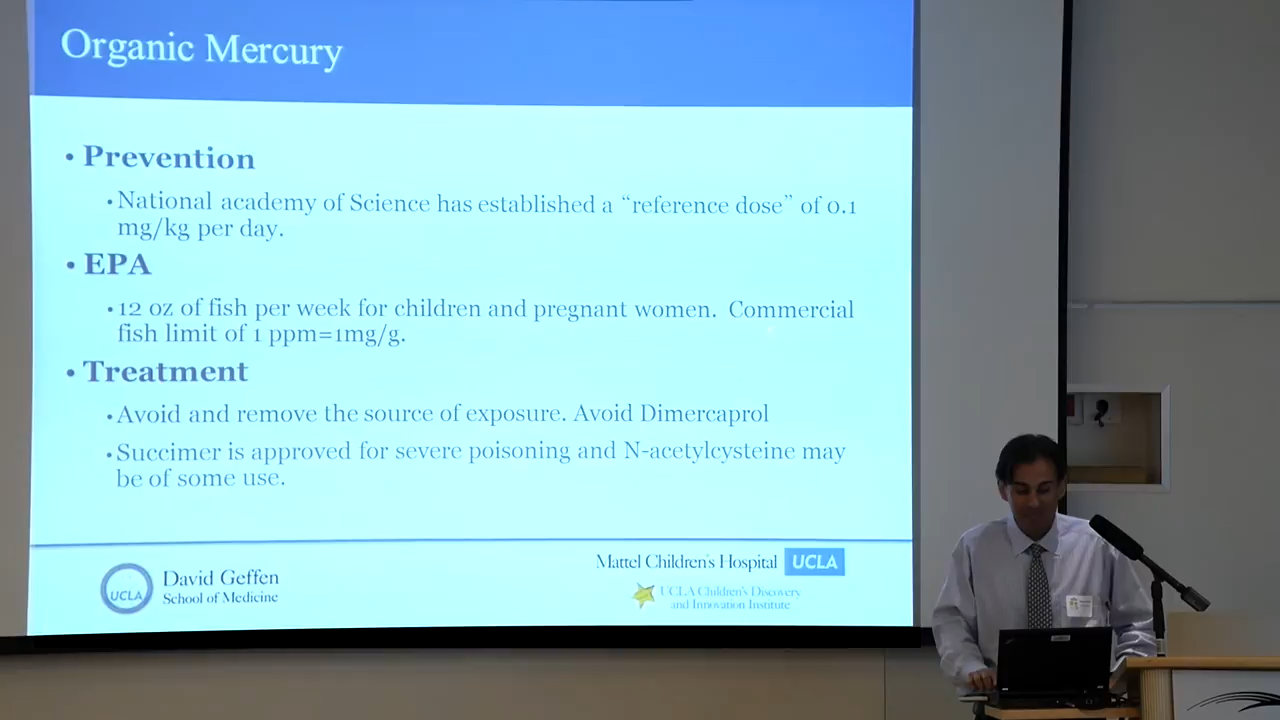 Organic Mercury
• Prevention
• National academy of Science has established a “reference dose” of 0.1
mg/kg per day.
• EPA
• 12 oz of fish per week for children and pregnant women. Commercial
fish limit of 1 ppm=1mg/g.
• Treatment
• Avoid and remove the source of exposure. Avoid Dimercaprol
• Succimer is approved for severe poisoning and N-acetylcysteine may
be of some use.
UCLA
David Geffen
School of Medicine
Mattel Children's Hospital UCLA
UCLA Children's Discovery
and Innovation Institute